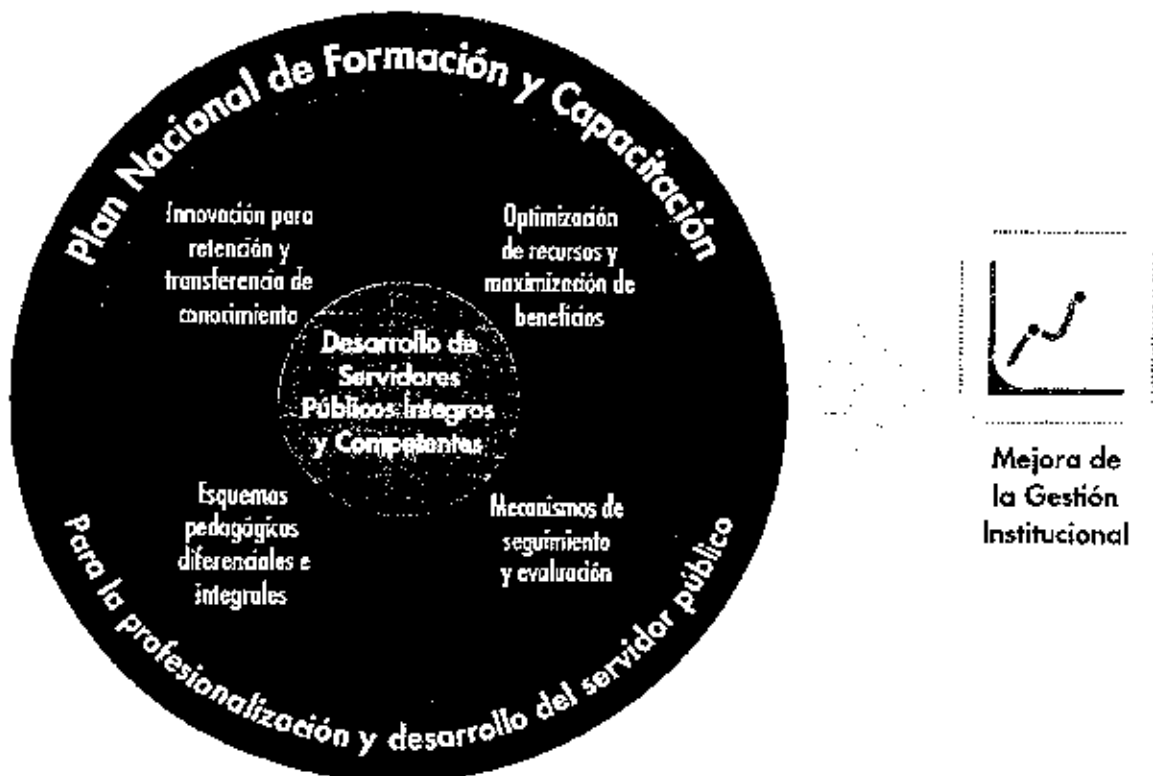 Plan Nacional de Formación y Capacitación
Innovación para
retención y
transferencia de
conocimiento
Optimización
de recursos y
maximización de
beneficios
Desarrollo de
Servidores
Públicos Íntegros
y Competentes
Esquemas
pedagógicos
diferenciales e
integrales
Mecanismos de
seguimiento
y evaluación
Para la profesionalización y desarrollo del servidor público
Mejora de
la Gestión
Institucional